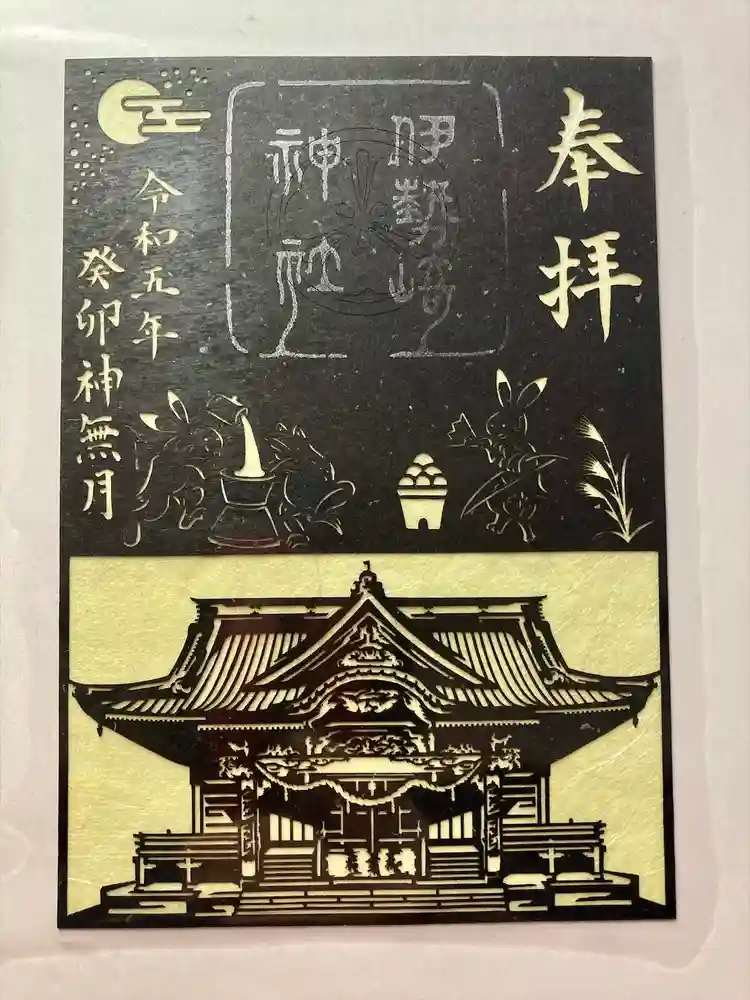 奉拝
伊勢崎
神社
令和五年
癸卯神無月